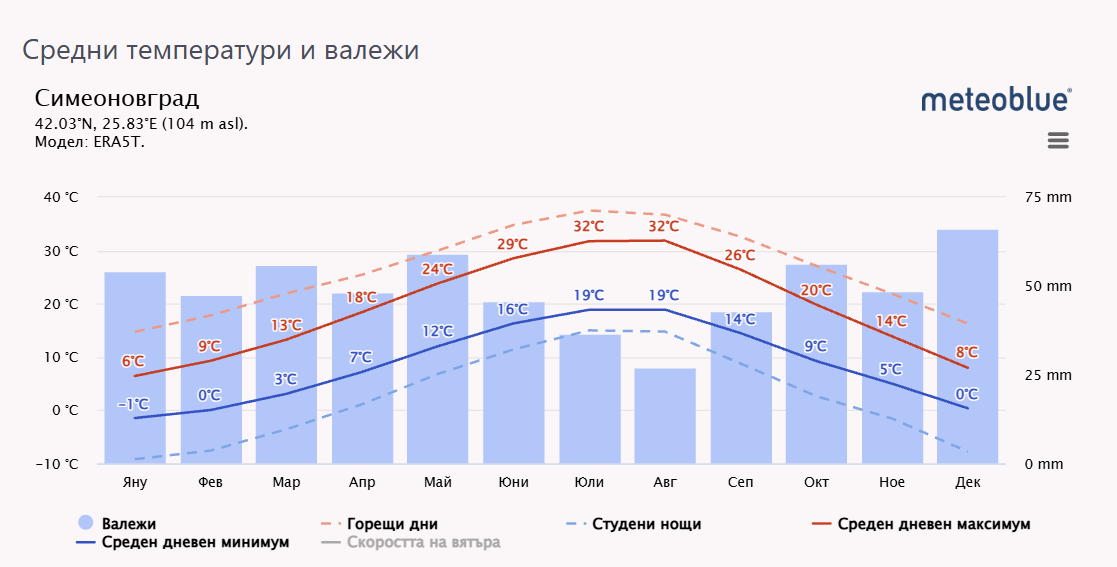 Средни температури и валежи
Симеоновград
meteoblue®
42.03°N, 25.83°E (104 m asl).
Модел: ERA5T.
40 °C
75 mm
30 °C
20 °C
50 mm
10 °C
25 mm
0 °C
−10 °C
0 mm
6°C 9°C 13°C 18°C 24°C 29°C 32°C 32°C 26°C 20°C 14°C 8°C
−1°C 0°C 3°C 7°C 12°C 16°C 19°C 19°C 14°C 9°C 5°C 0°C
Яну Фев Мар Апр Май Юни Юли Авг Сеп Окт Ное Дек
Валежи Горещи дни Студени нощи Среден дневен максимум
Среден дневен минимум Скоростта на вятъра